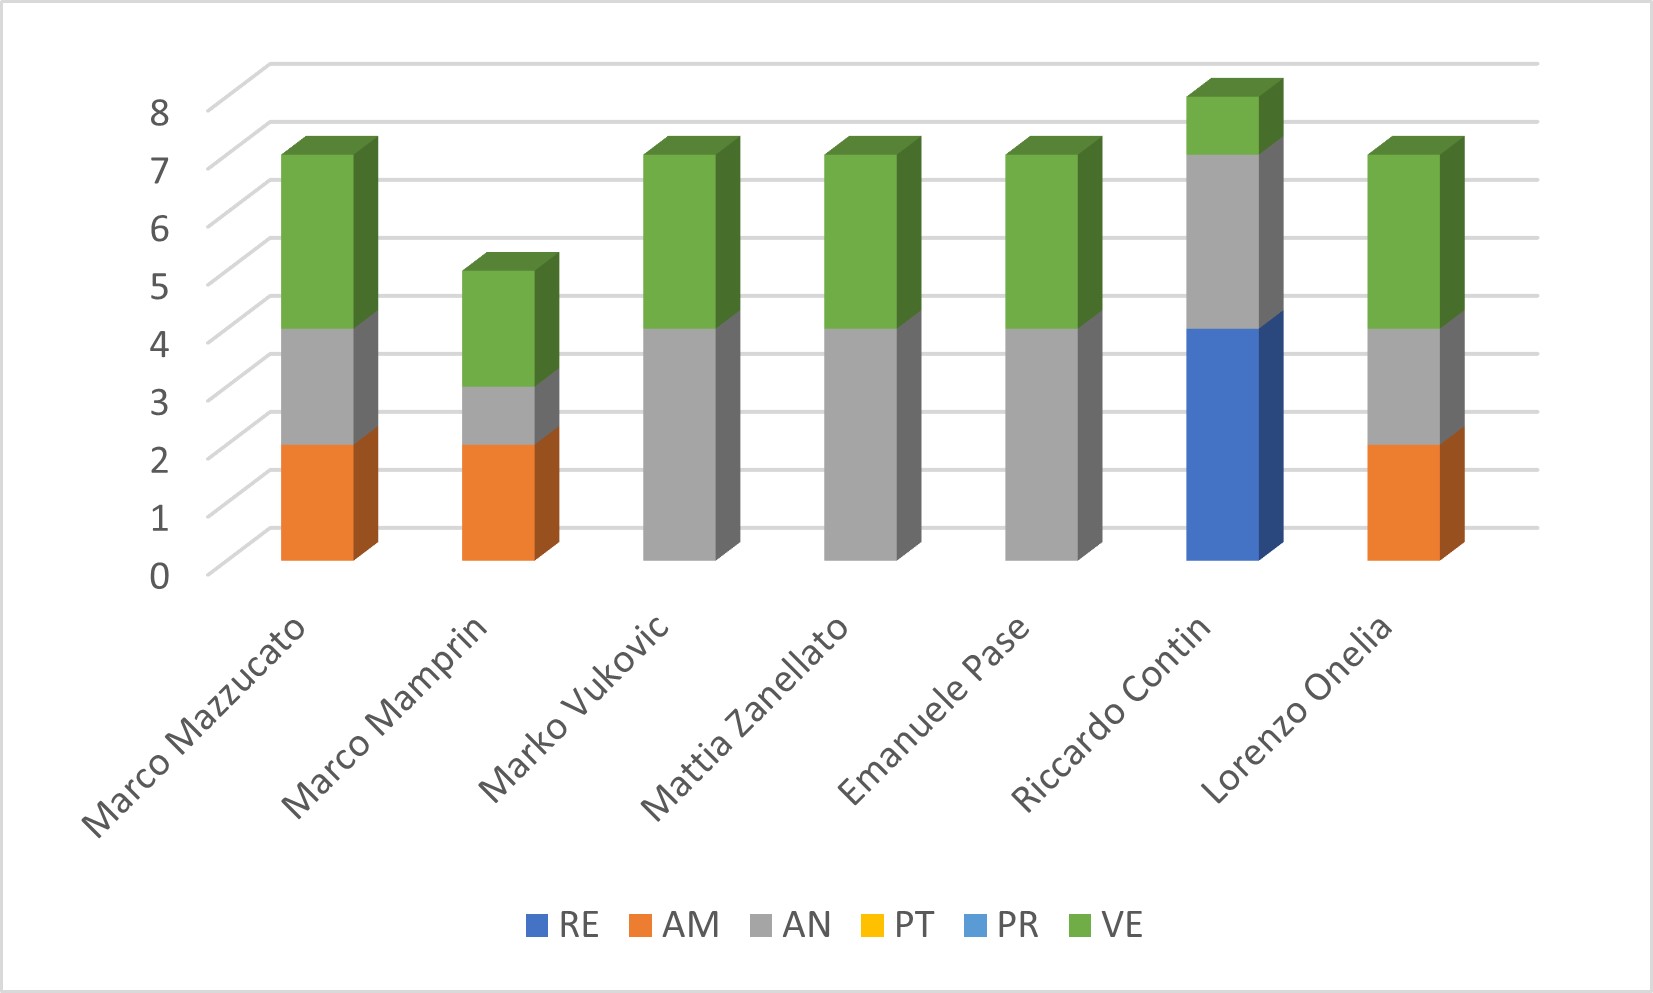 8
7
6
5
4
3
2
1
0
Marco Mazzucato
Marco Mamprin
Marko Vukovic
Mattia Zanellato
Emanuele Pase
Riccardo Contin
Lorenzo Onelia
RE AM AN PT PR VE